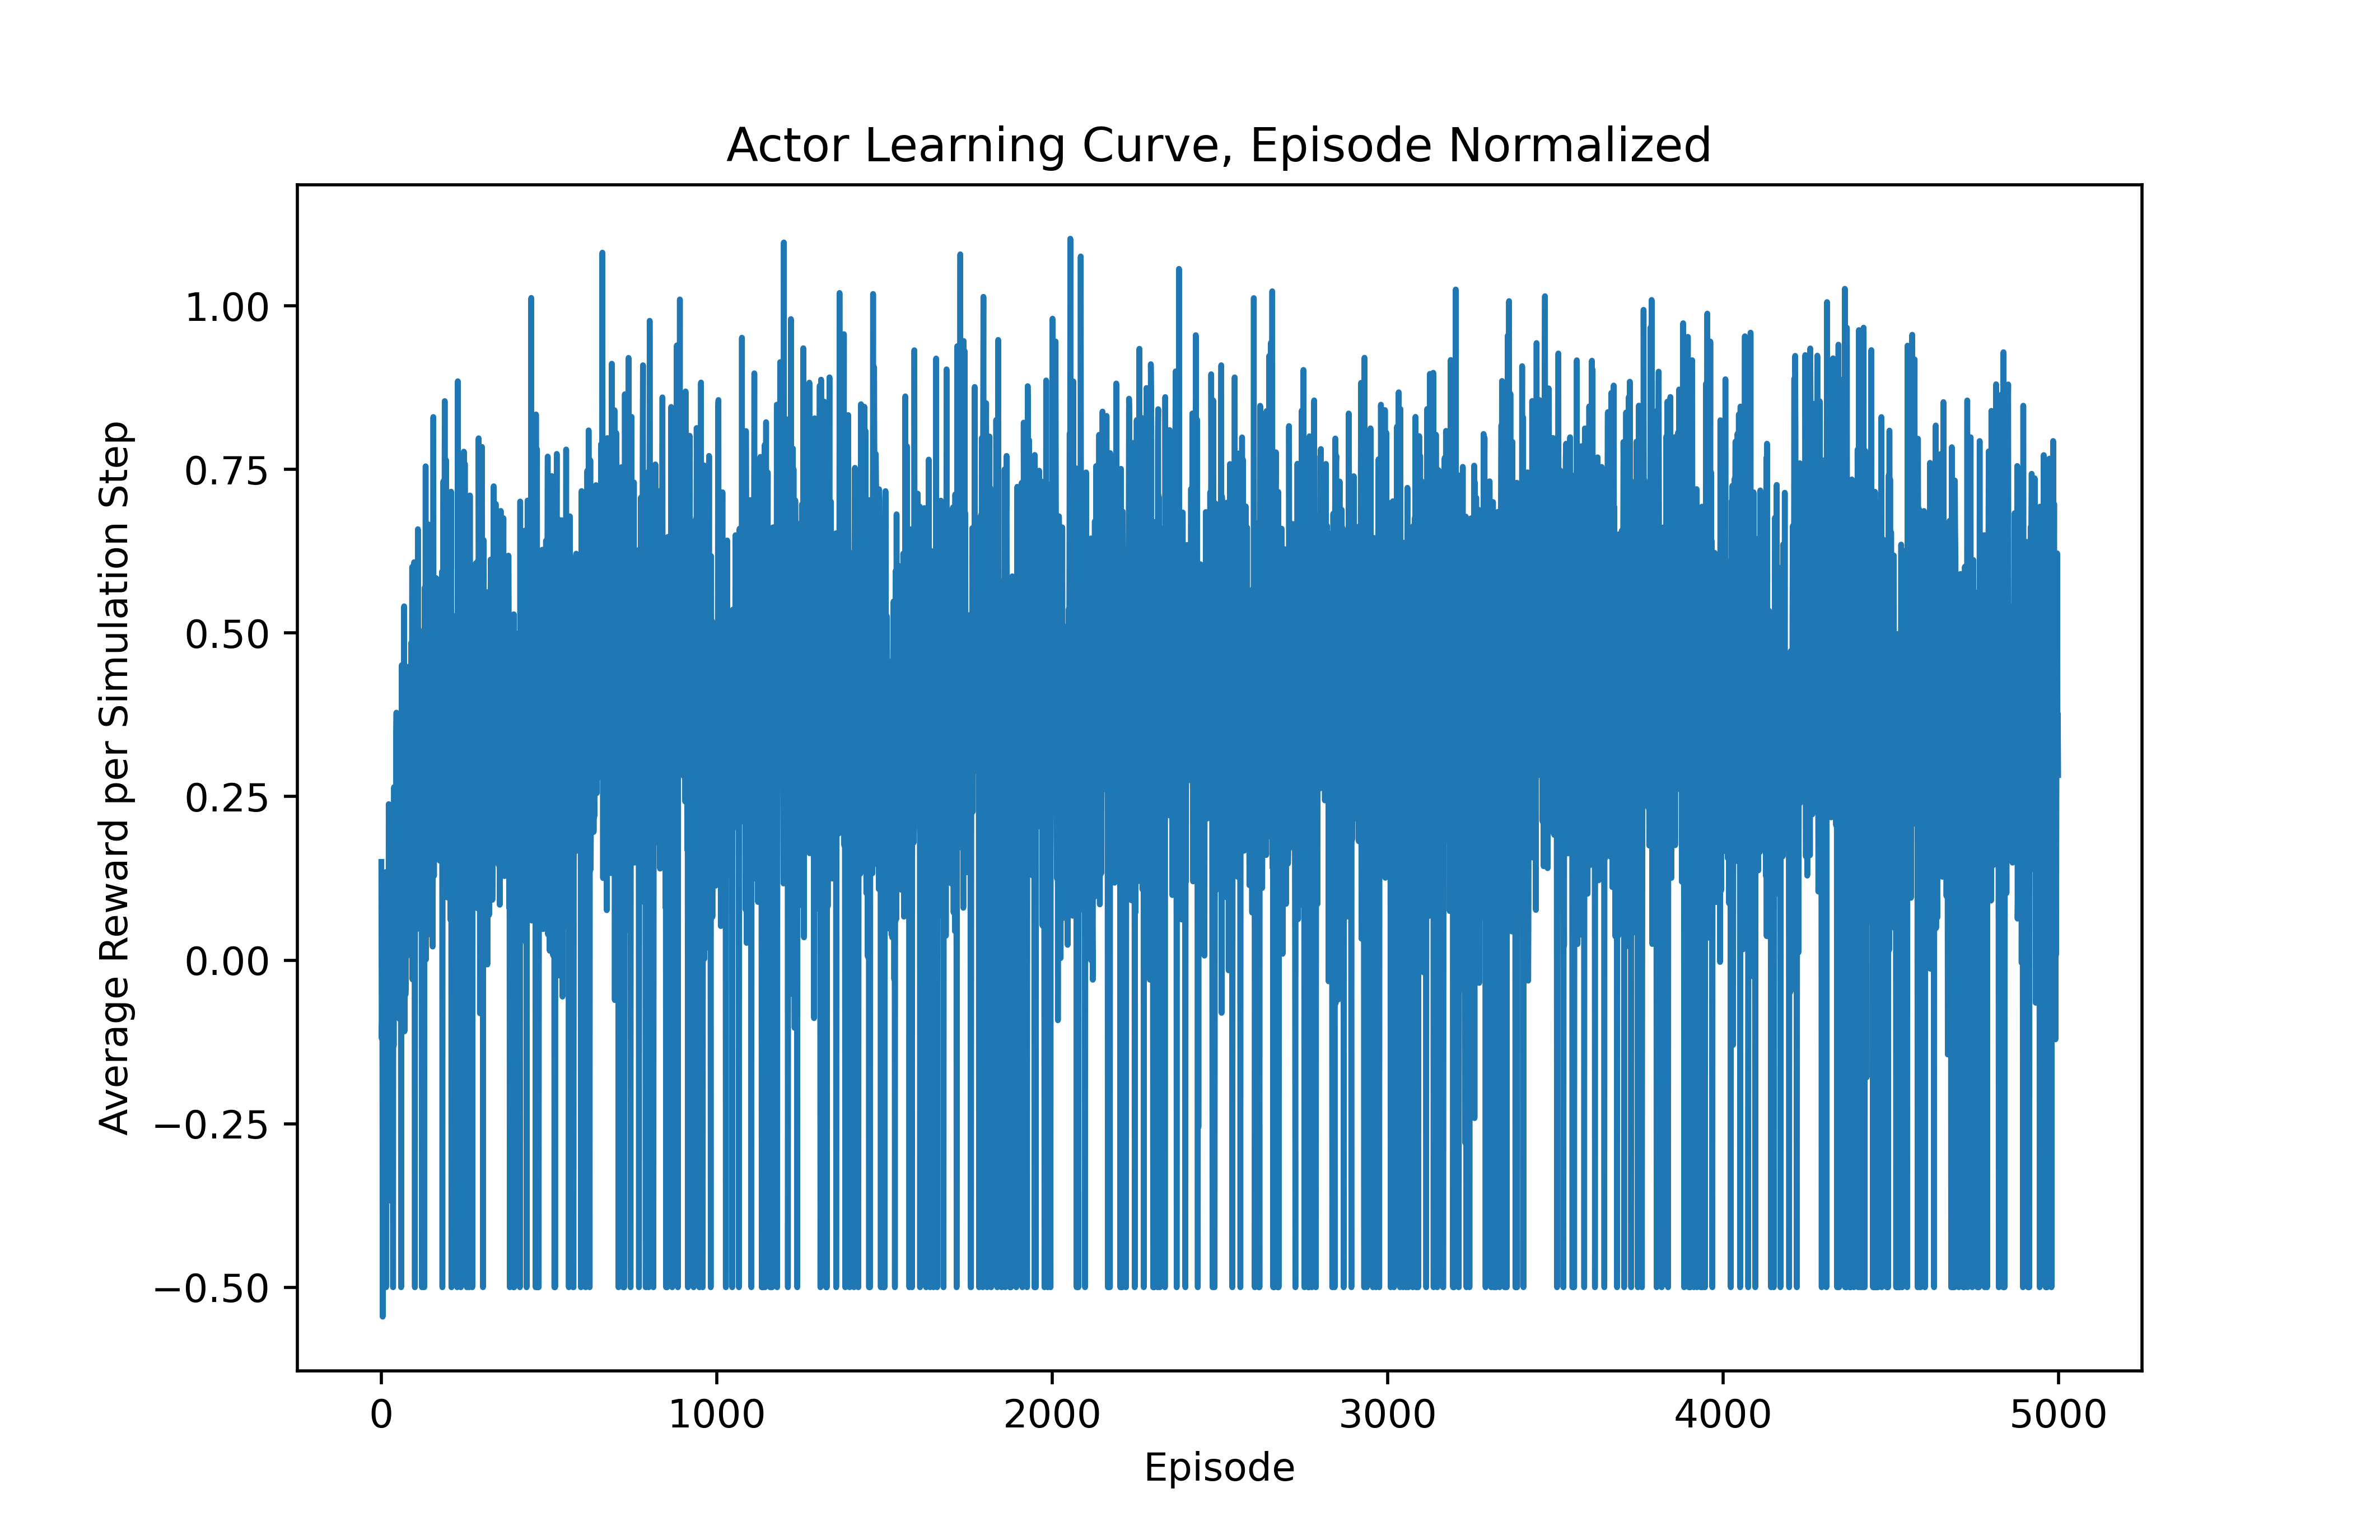 Actor Learning Curve, Episode Normalized
Average Reward per Simulation Step
1.00
0.75
0.50
0.25
0.00
−0.25
−0.50
0 1000 2000 3000 4000 5000
Episode